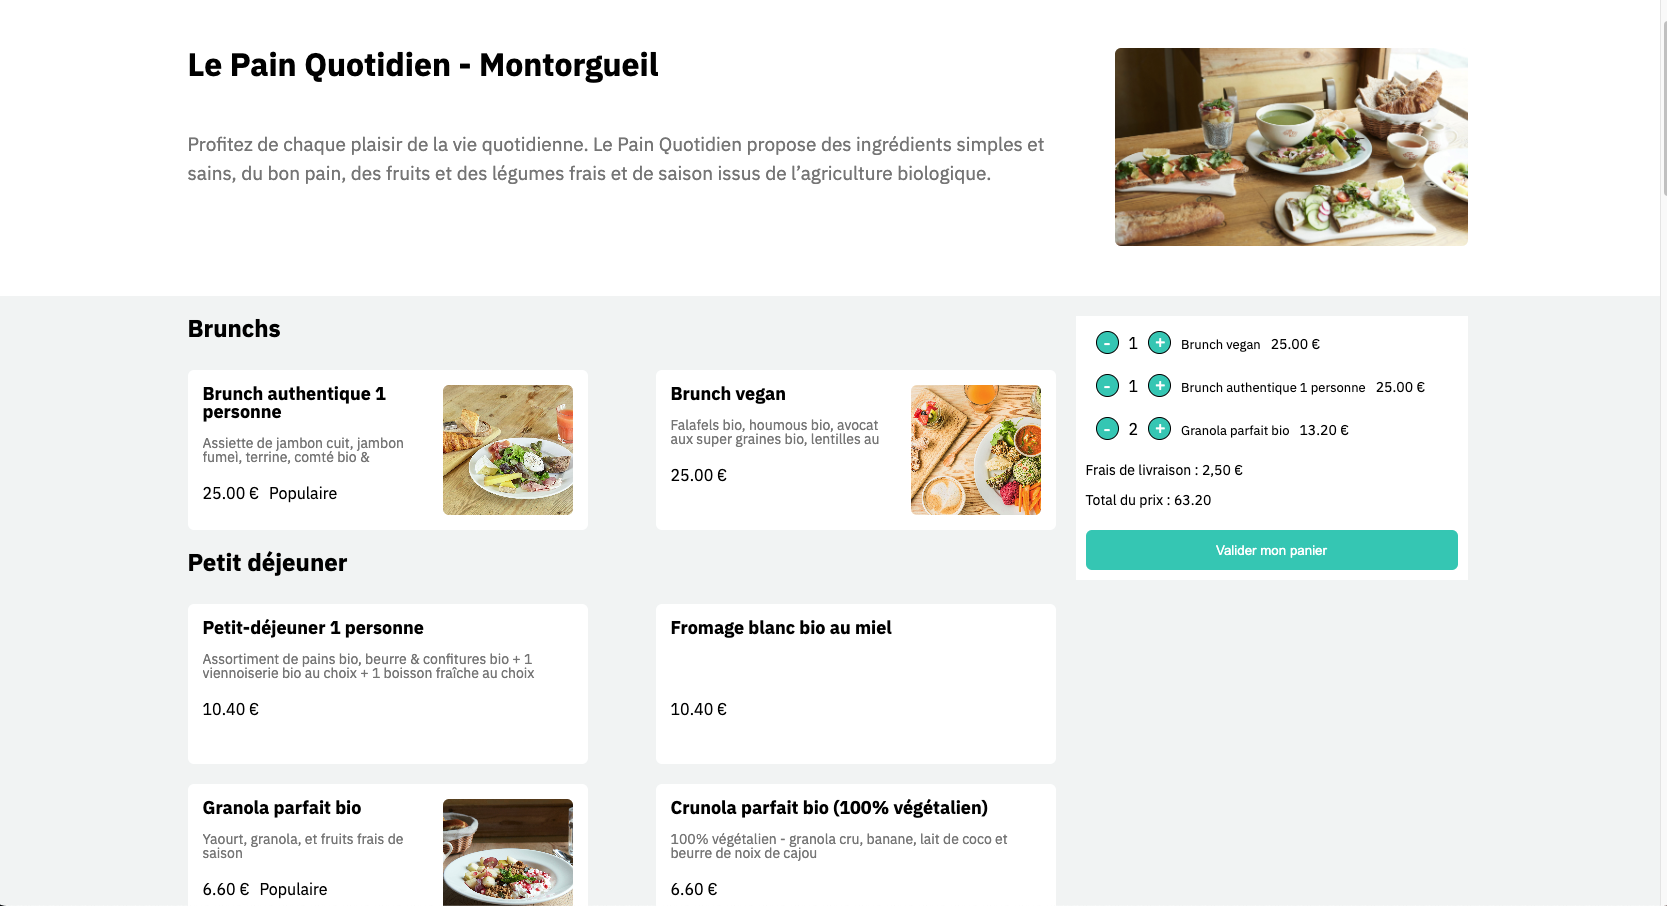 Le Pain Quotidien - Montorgueil
Profitez de chaque plaisir de la vie quotidienne. Le Pain Quotidien propose des ingrédients simples et
sains, du bon pain, des fruits et des légumes frais et de saison issus de l’agriculture biologique.
Brunchs
Brunch authentique 1
personne
Assiette de jambon cuit, jambon
fumeì, terrine, comté bio &
25.00 € Populaire
Brunch vegan
Falafels bio, houmous bio, avocat
aux super graines bio, lentilles au
25.00 €
Petit déjeuner
Petit-déjeuner 1 personne
Assortiment de pains bio, beurre & confitures bio + 1
viennoiserie bio au choix + 1 boisson fraîche au choix
10.40 €
Fromage blanc bio au miel
10.40 €
Granola parfait bio
Yaourt, granola, et fruits frais de
saison
6.60 € Populaire
Crunola parfait bio (100% végétalien)
100% végétalien - granola cru, banane, lait de coco et
beurre de noix de cajou
6.60 €
- 1 + Brunch vegan 25.00 €
- 1 + Brunch authentique 1 personne 25.00 €
- 2 + Granola parfait bio 13.20 €
Frais de livraison : 2,50 €
Total du prix : 63.20
Valider mon panier